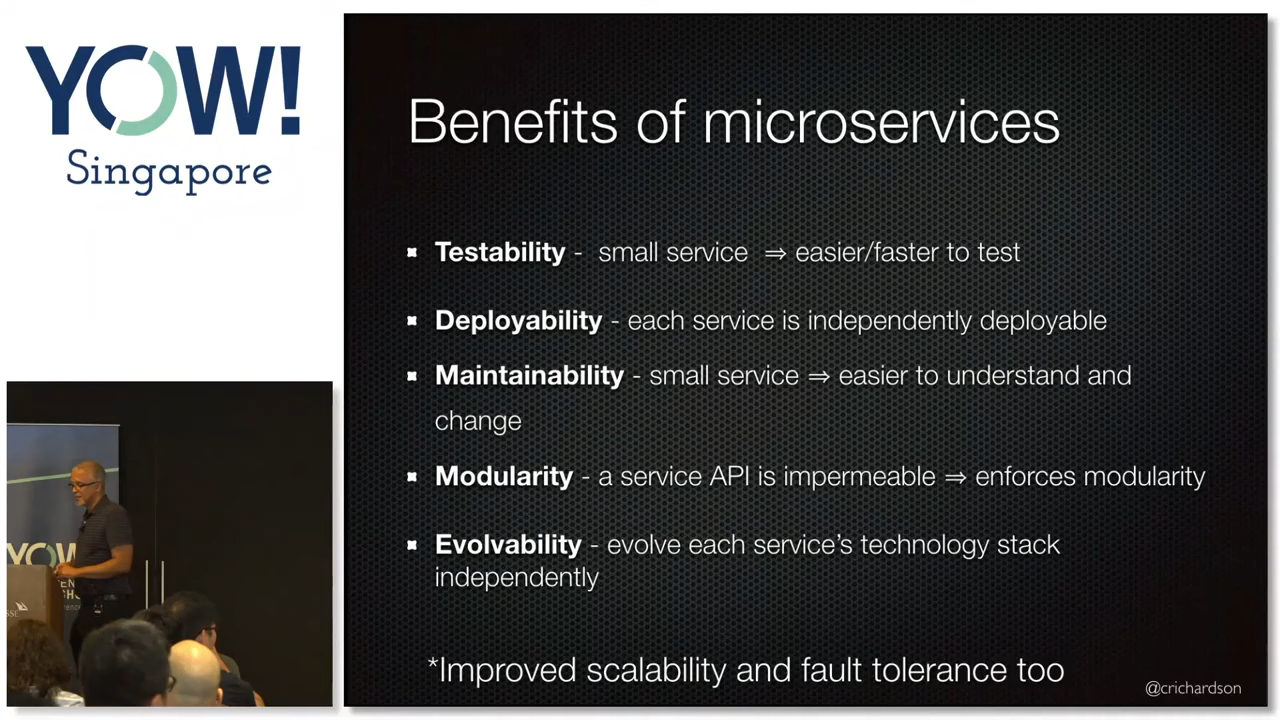 YOW!
Singapore
Benefits of microservices
Testability - small service ⇒ easier/faster to test
Deployability - each service is independently deployable
Maintainability - small service ⇒ easier to understand and
change
Modularity - a service API is impermeable ⇒ enforces modularity
Evolvability - evolve each service's technology stack
independently
*Improved scalability and fault tolerance too
@crichardson
YOW